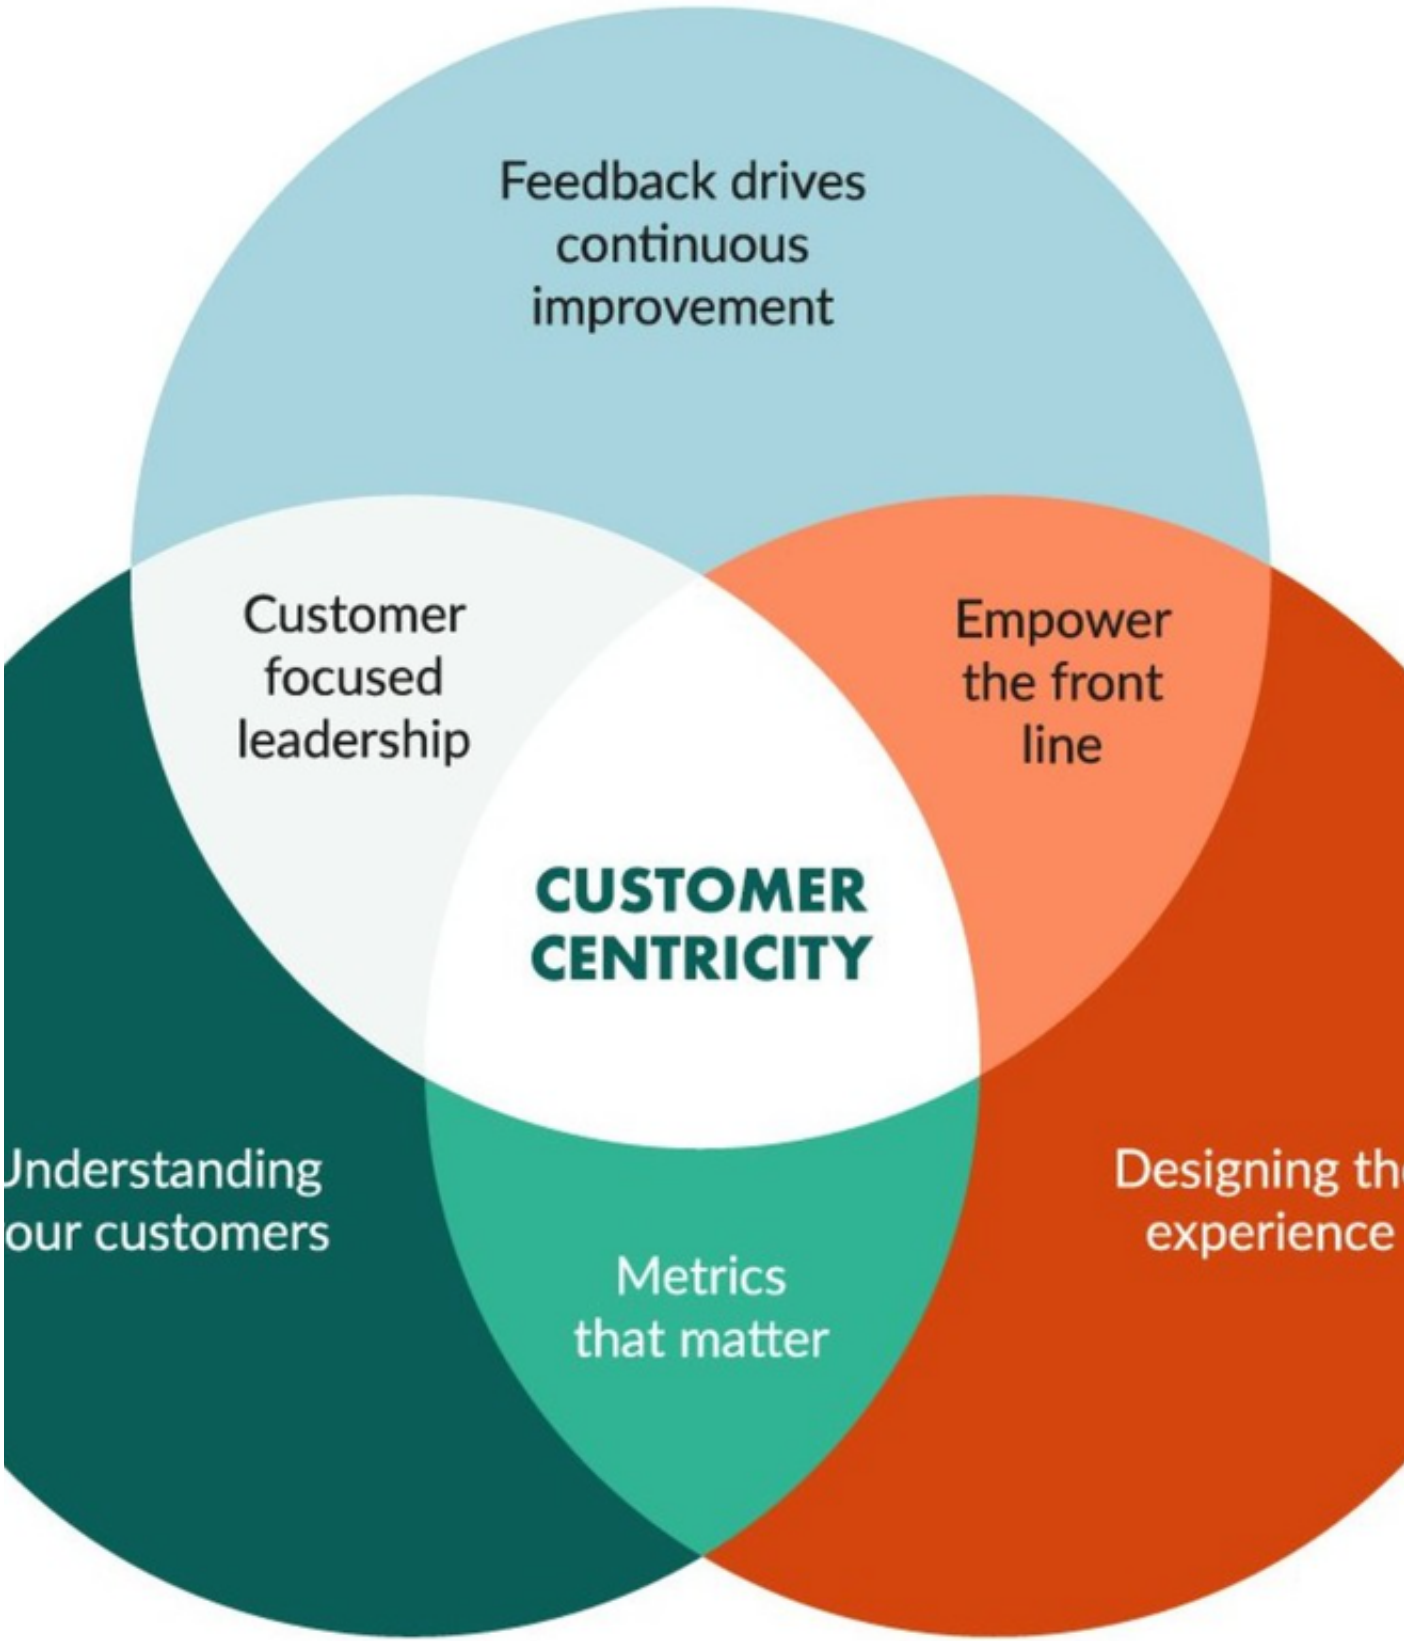 Feedback drives
continuous
improvement
Customer
focused
leadership
Empower
the front
line
CUSTOMER
CENTRICITY
Understanding
our customers
Designing the
experience
Metrics
that matter